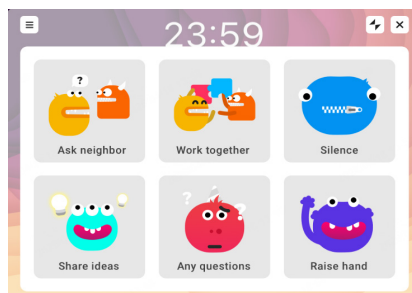 23:59
?
Ask neighbor
Work together
Silence
? ?
Share ideas
Any questions
Raise hand